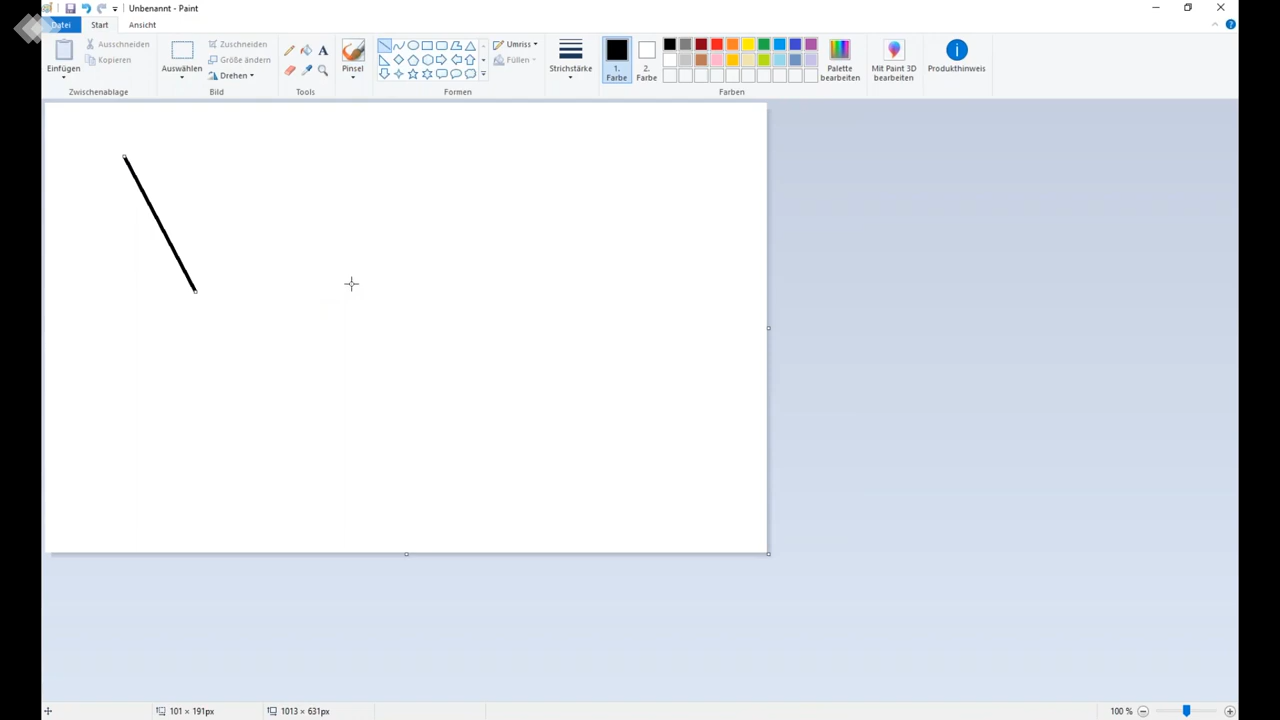 Unbenannt - Paint
Datei Start Ansicht
Einfügen
Ausschneiden
Kopieren
Zwischenablage
Auswählen
Zuschneiden
Größe ändern
Drehen
Bild
Tools
Pinsel
Umriss
Füllen
Formen
Strichstärke
1.
Farbe
2.
Farbe
Palette
bearbeiten
Farben
Mit Paint 3D
bearbeiten
Produkthinweis
101 × 191px 1013 × 631px 100 %